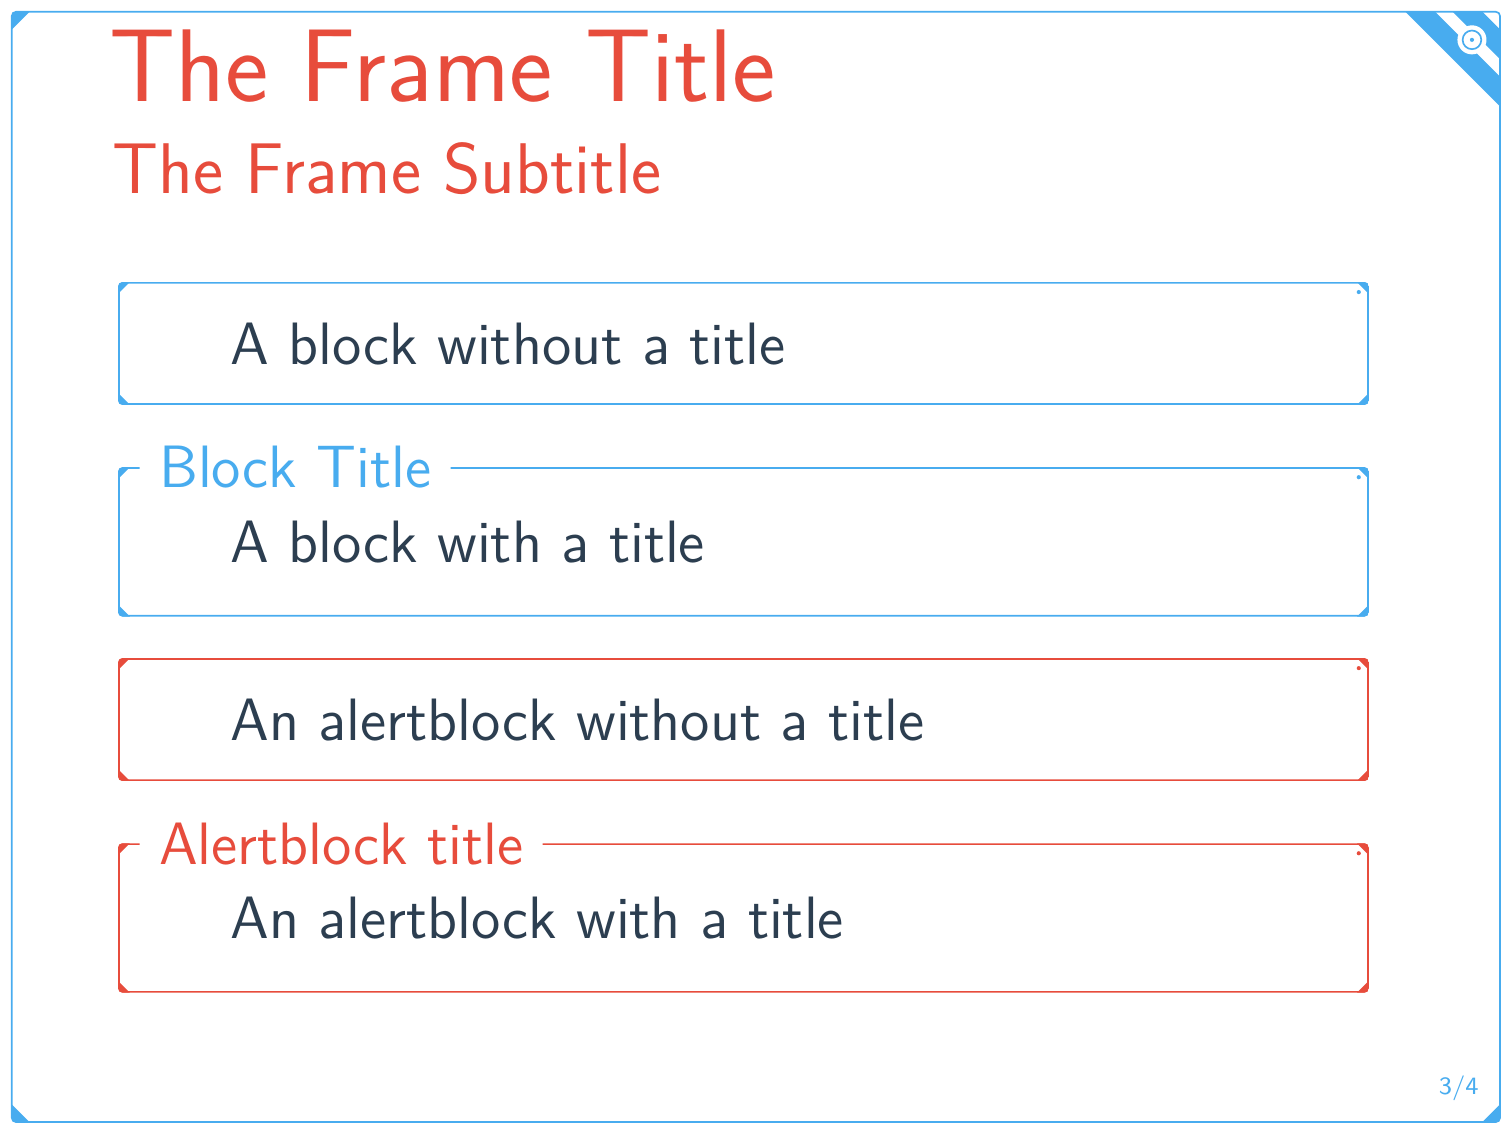 The Frame Title
The Frame Subtitle
A block without a title
Block Title
A block with a title
An alertblock without a title
Alertblock title
An alertblock with a title
3/4